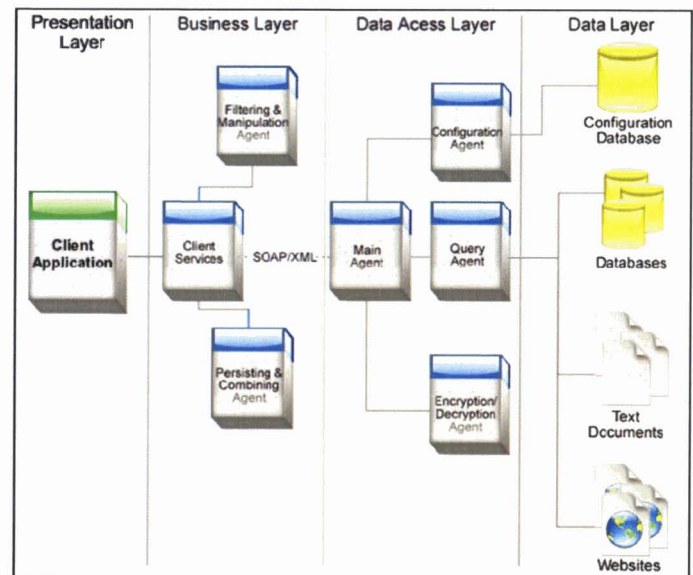 Presentation
Layer
Business Layer
Data Acess Layer
Data Layer
Filtering &
Manipulation
Agent
Configuration
Agent
Configuration
Database
Client
Application
Client
Services
SOAP/XML
Main
Agent
Query
Agent
Databases
Persisting &
Combining
Agent
Encryption/
Decryption
Agent
Text
Documents
Websites